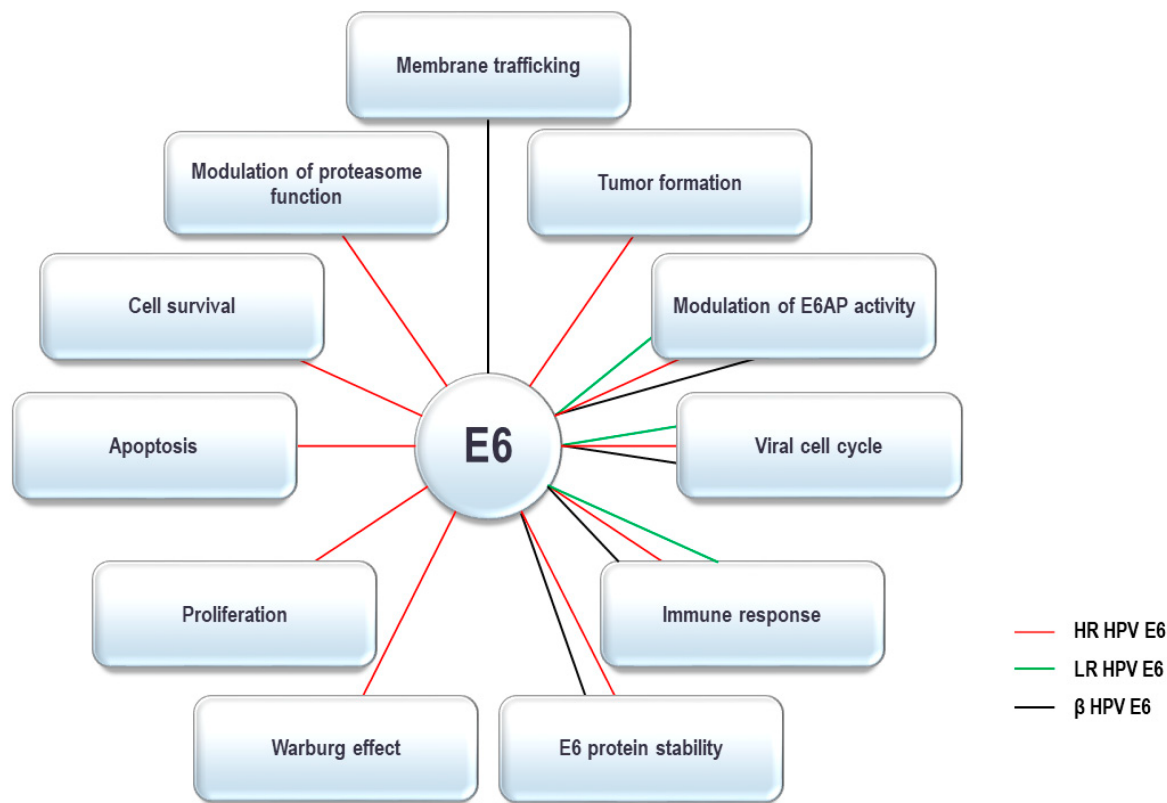 Membrane trafficking
Modulation of proteasome
function
Tumor formation
Cell survival
Modulation of E6AP activity
Apoptosis
E6
Viral cell cycle
Proliferation
Immune response
Warburg effect
E6 protein stability
HR HPV E6
LR HPV E6
β HPV E6